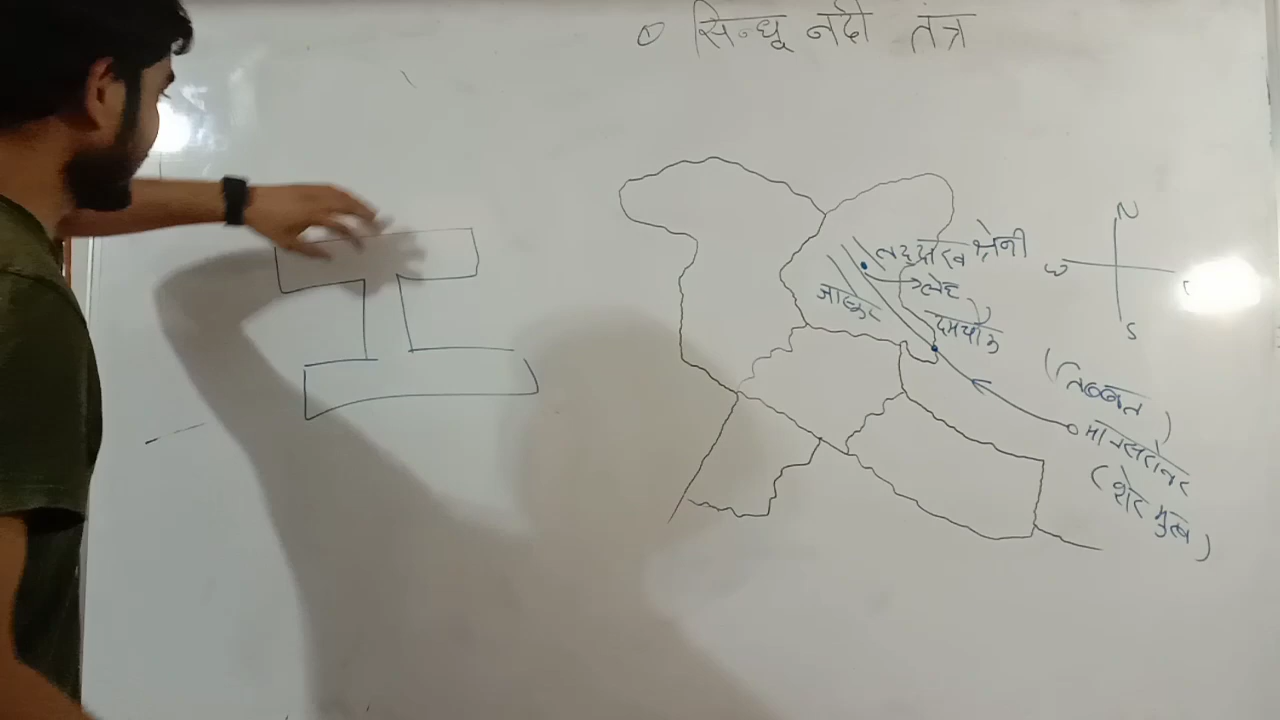 सिन्धू नदी तंत्र
N
W
S
लद्दाख श्रेनी
लेह
जास्कर
दमचौक
(तिब्बत)
मानसरोवर
(शेर मुख)